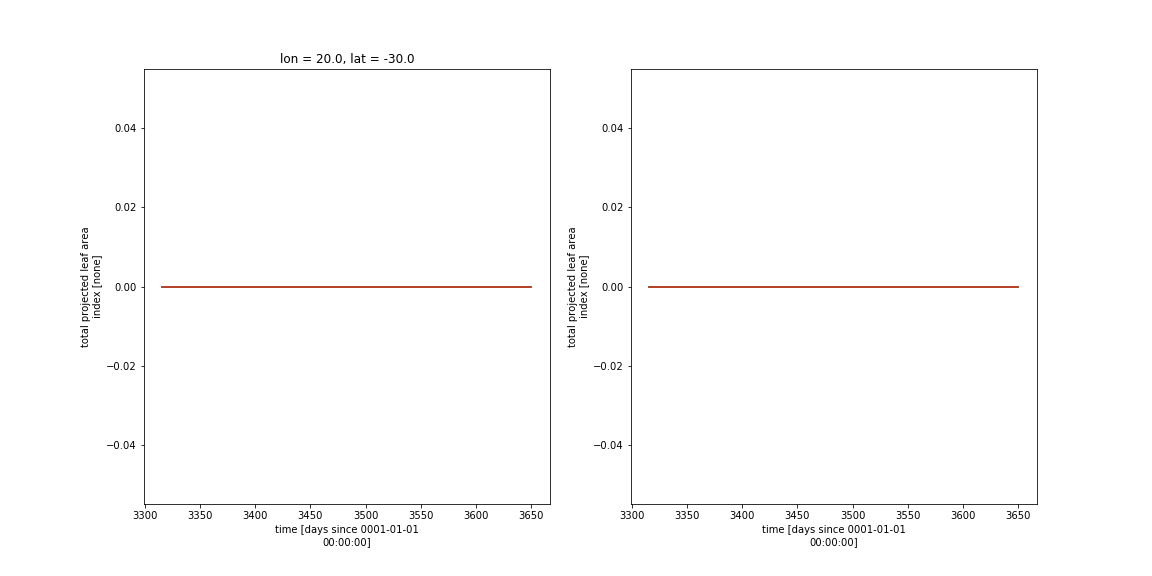 lon = 20.0, lat = -30.0
0.04
0.02
0.00
−0.02
−0.04
total projected leaf area
index [none]
3300 3350 3400 3450 3500 3550 3600 3650
time [days since 0001-01-01
00:00:00]
0.04
0.02
0.00
−0.02
−0.04
total projected leaf area
index [none]
3300 3350 3400 3450 3500 3550 3600 3650
time [days since 0001-01-01
00:00:00]